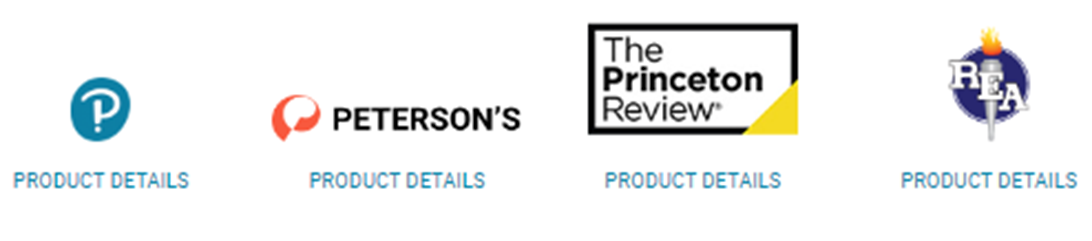 P
PETERSON'S
The
Princeton
Review®
REA
PRODUCT DETAILS
PRODUCT DETAILS
PRODUCT DETAILS
PRODUCT DETAILS